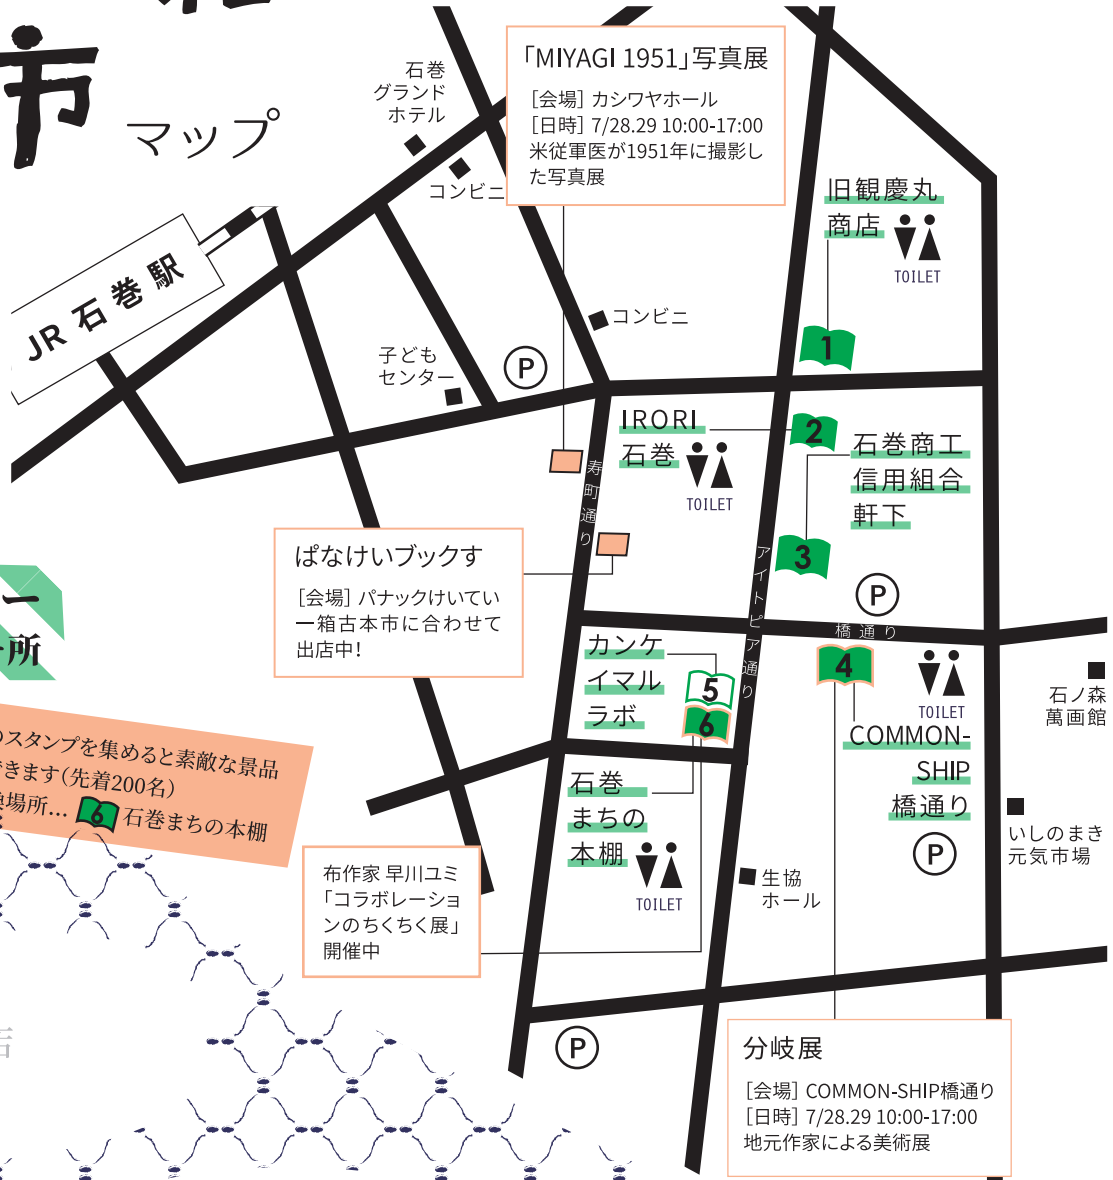 市
マップ
石巻
グランド
ホテル
コンビニ
JR 石巻駅
「MIYAGI 1951」写真展
[会場] カシワヤホール
[日時] 7/28.29 10:00-17:00
米従軍医が1951年に撮影し
た写真展
旧観慶丸
商店
TOILET
1
コンビニ
子ども
センター
P
IRORI
石巻
TOILET
2
石巻商工
信用組合
軒下
3
寿町通り
アイトピア通り
ぱなけいブックす
[会場] パナックけいてい
一箱古本市に合わせて
出店中!
P
橋通り
カンケ
イマル
ラボ
5
6
4
TOILET
COMMON-
SHIP
橋通り
P
石ノ森
萬画館
いしのまき
元気市場
石巻
まちの
本棚
TOILET
生協
ホール
ー
所
のスタンプを集めると素敵な景品
できます(先着200名)
場所... 6 石巻まちの本棚
布作家 早川ユミ
「コラボレーショ
ンのちくちく展」
開催中
P
分岐展
[会場] COMMON-SHIP橋通り
[日時] 7/28.29 10:00-17:00
地元作家による美術展